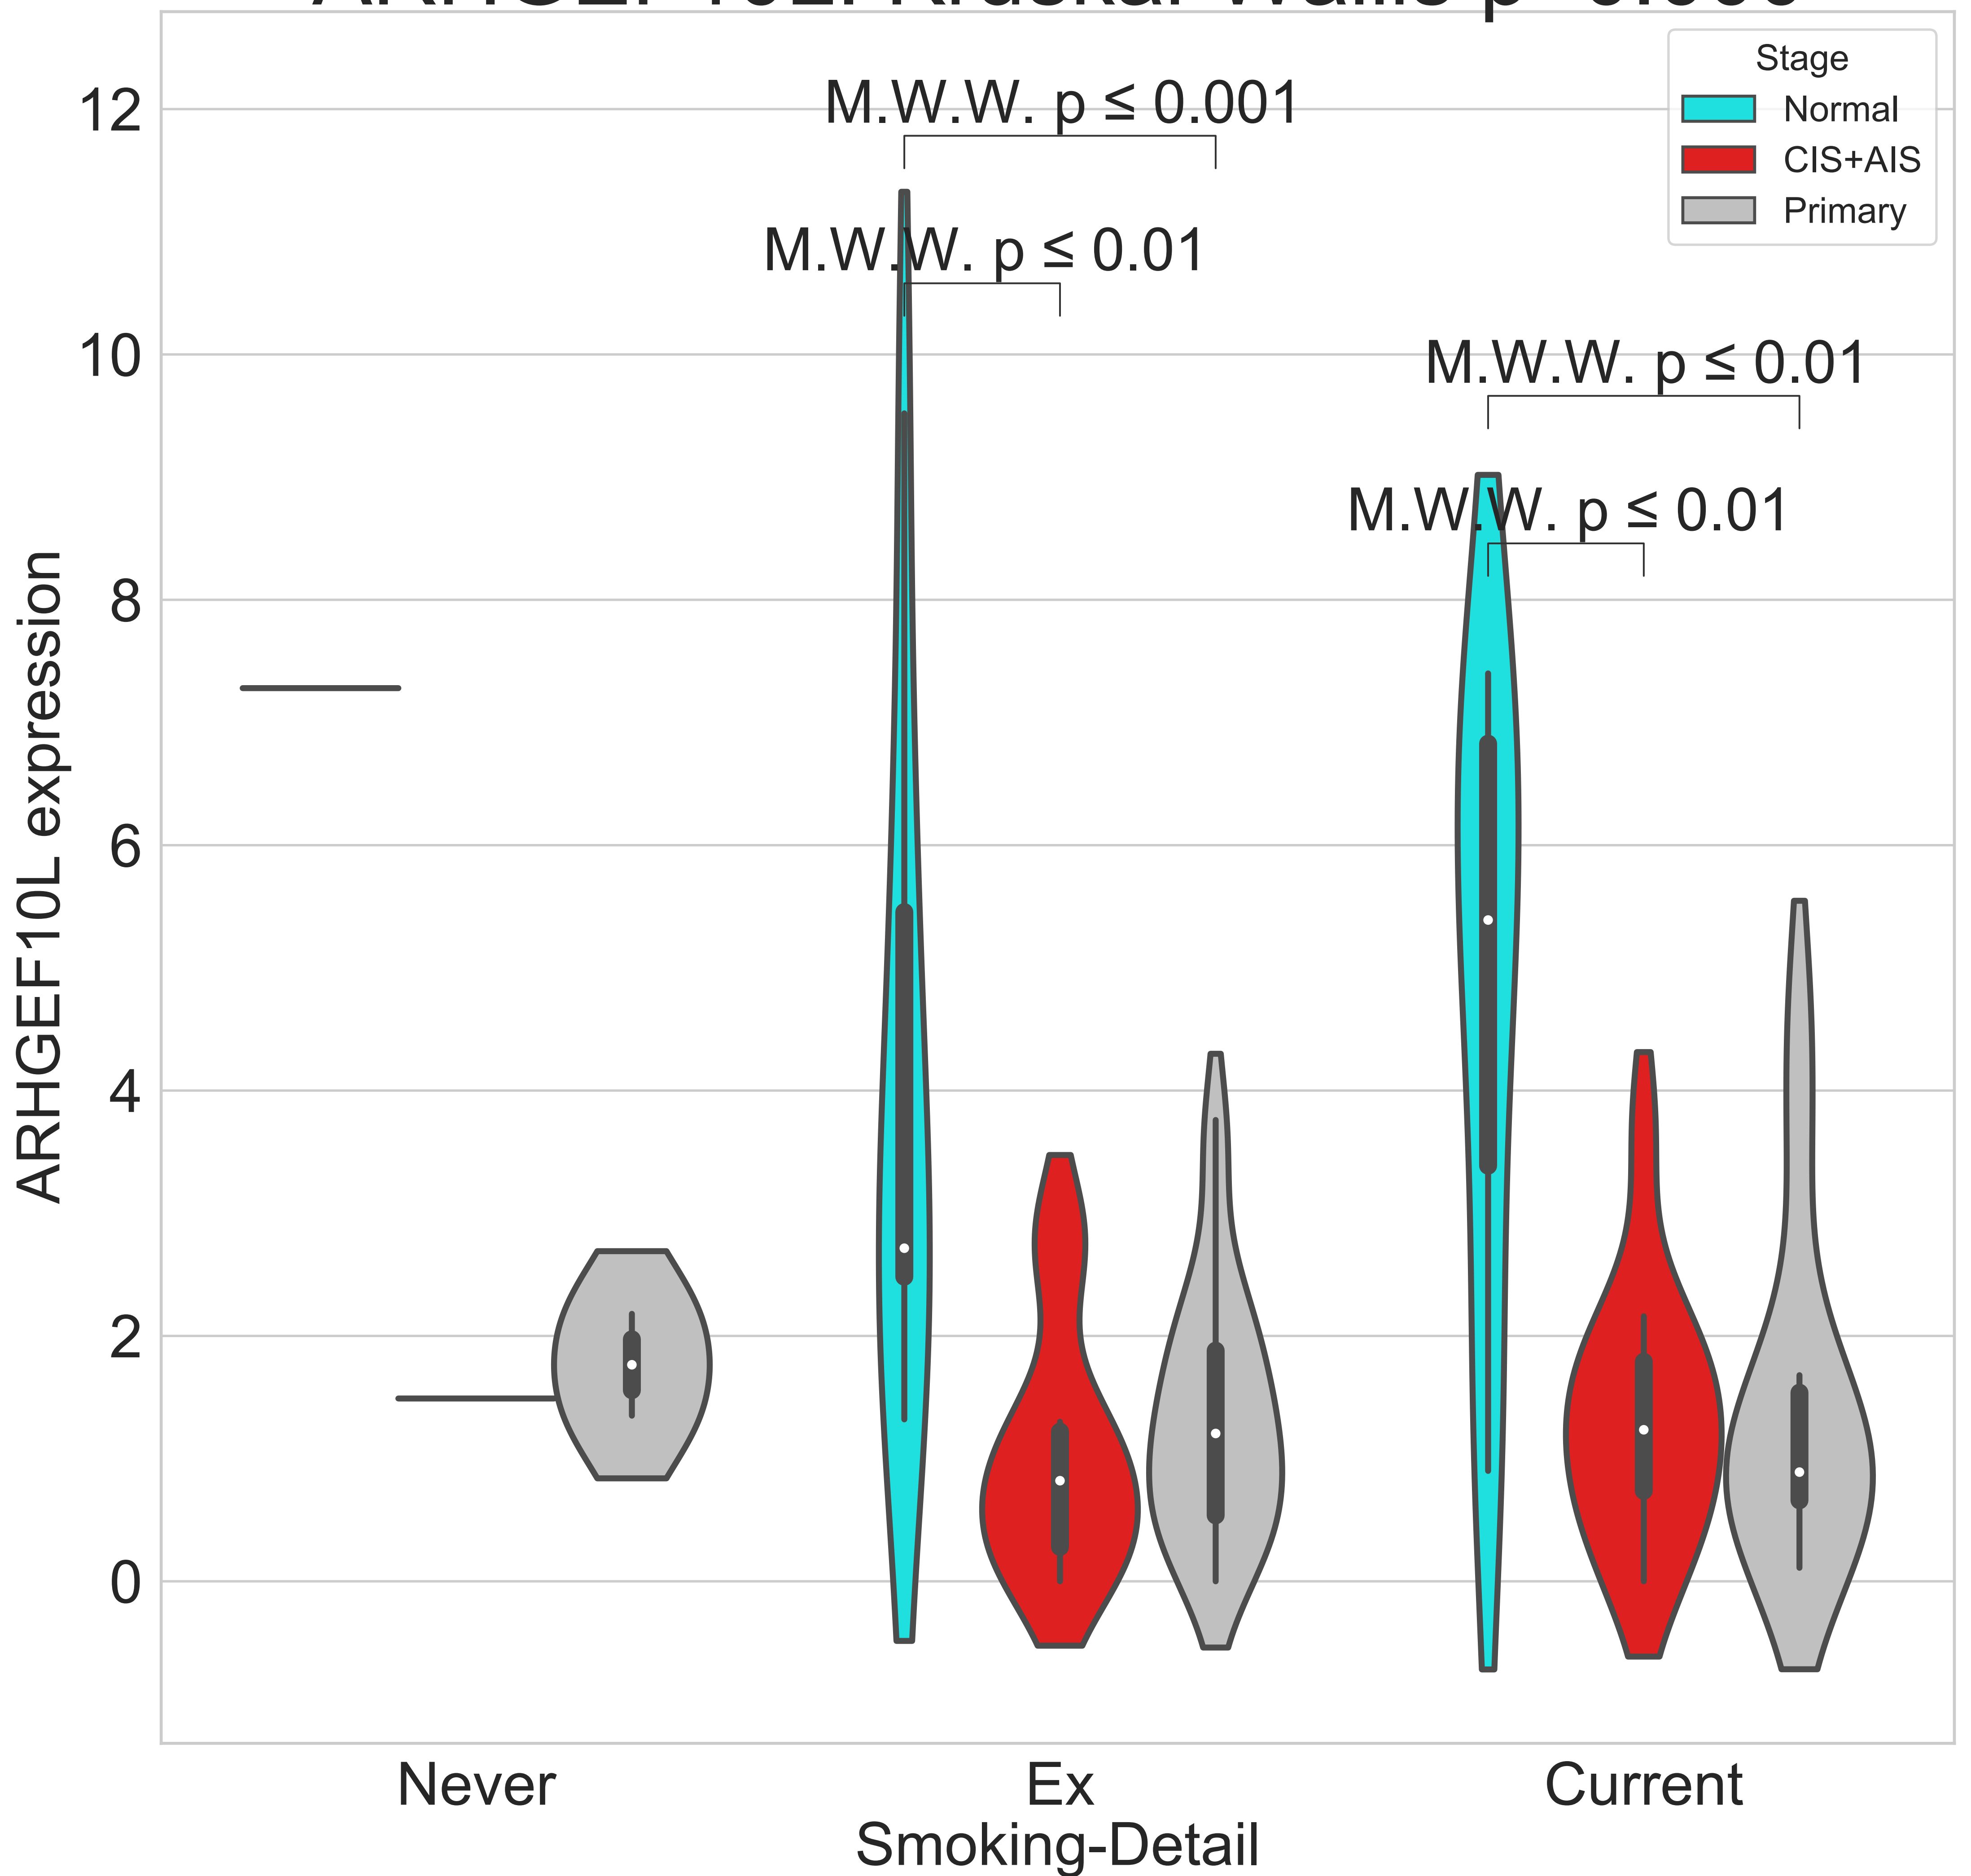 Stage
Normal
CIS+AIS
Primary
M.W.W. p ≤ 0.001
M.W.W. p ≤ 0.01
M.W.W. p ≤ 0.01
M.W.W. p ≤ 0.01
12
10
8
6
4
2
0
ARHGEF10L expression
Never
Ex
Current
Smoking-Detail